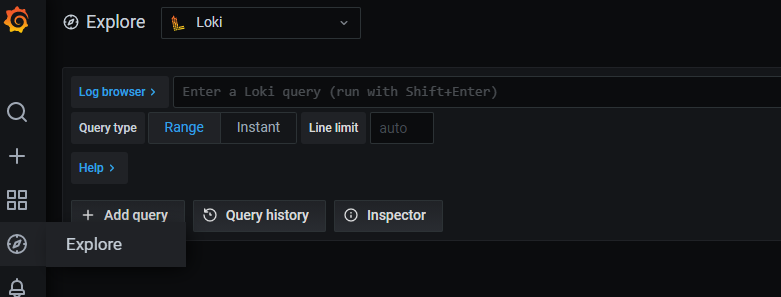 Explore Loki
Log browser > Enter a Loki query (run with Shift+Enter)
Query type Range Instant Line limit auto
Help >
+ Add query Query history Inspector
Explore